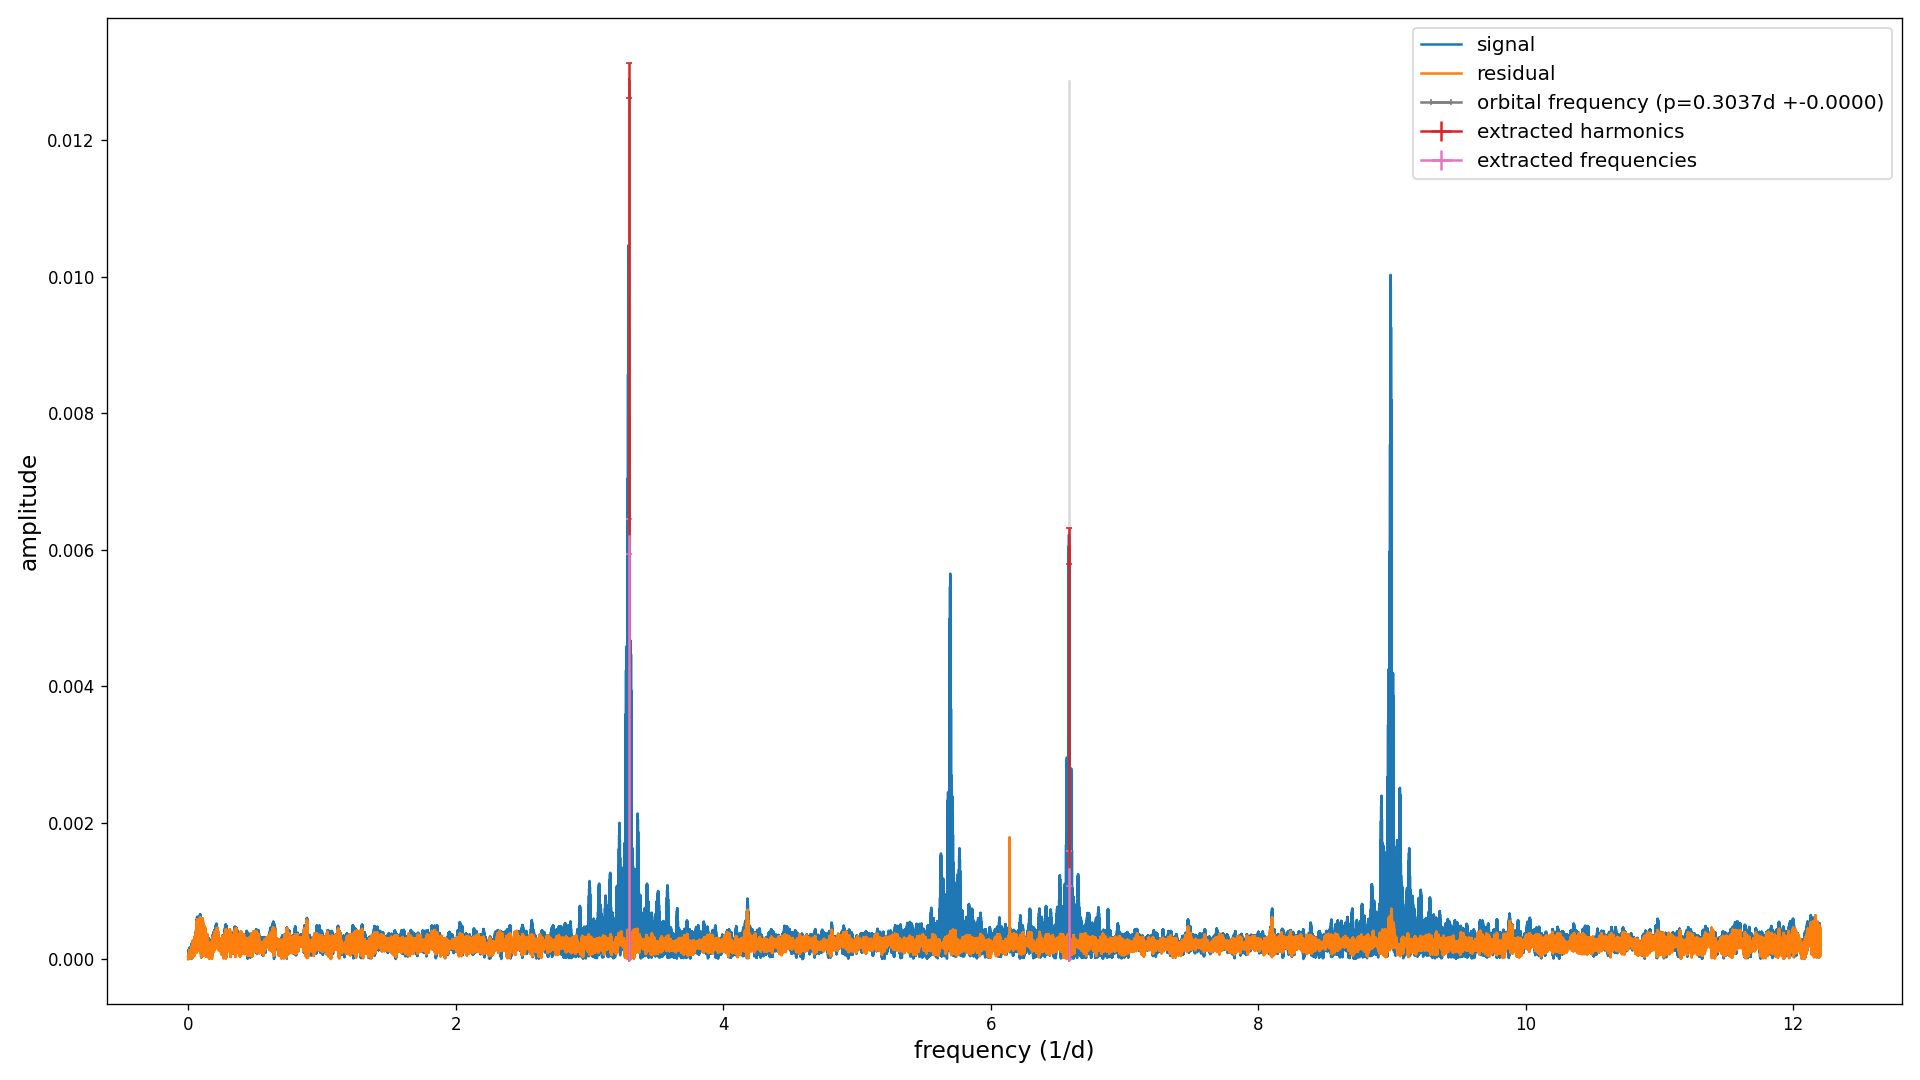 signal
residual
orbital frequency (p=0.3037d +-0.0000)
extracted harmonics
extracted frequencies
0.012
0.010
0.008
0.006
0.004
0.002
0.000
amplitude
0 2 4 6 8 10 12
frequency (1/d)